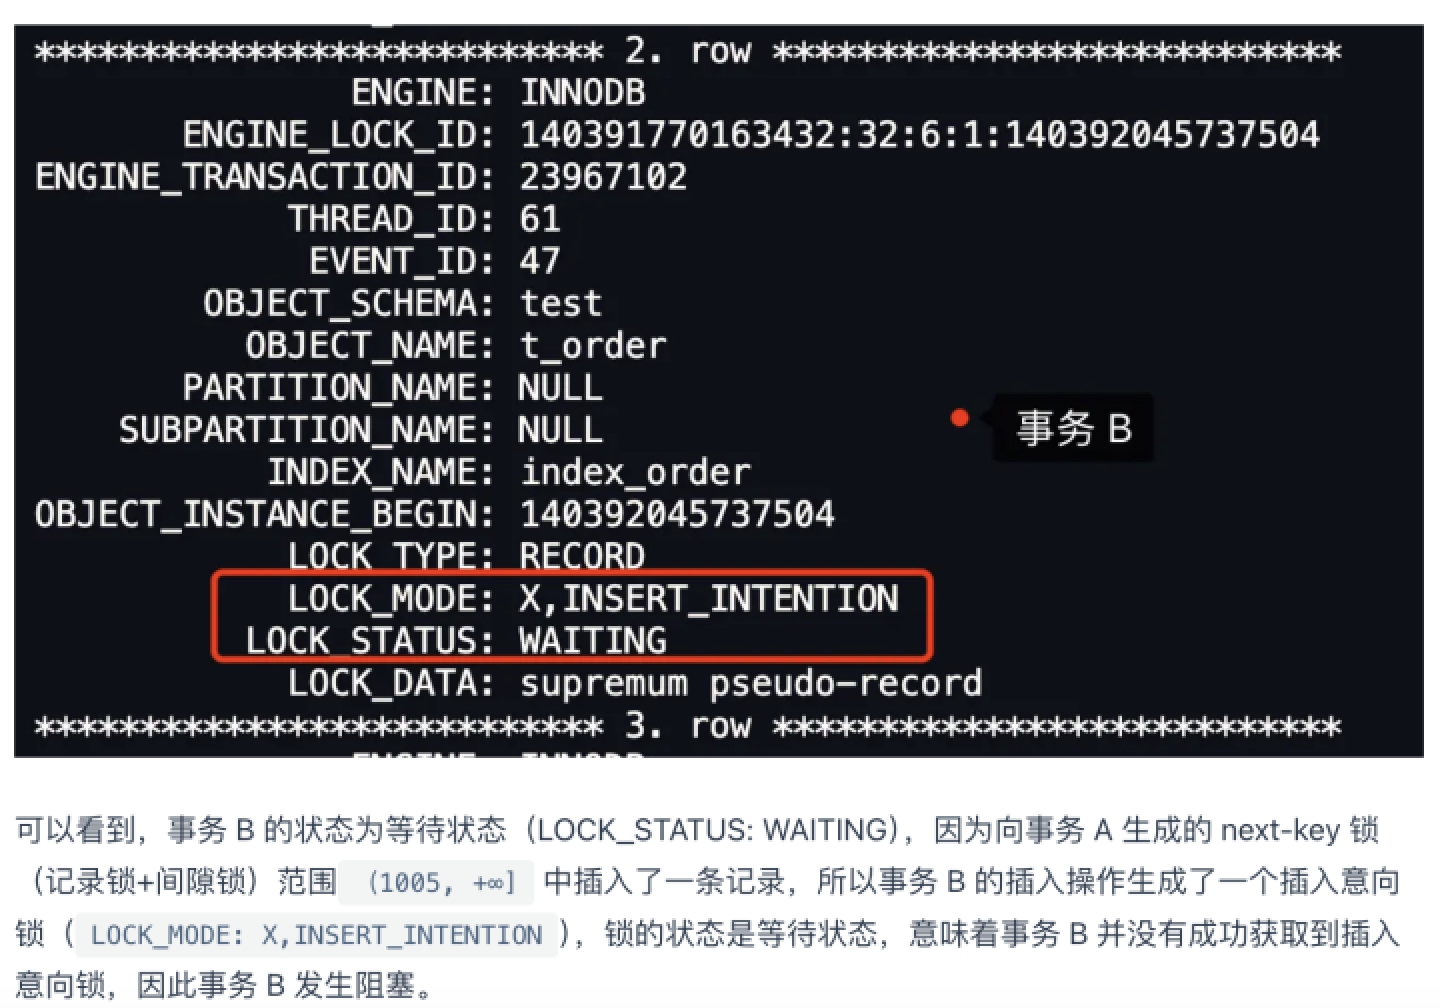 *************************** 2. row ***************************
ENGINE: INNODB
ENGINE_LOCK_ID: 140391770163432:32:6:1:140392045737504
ENGINE_TRANSACTION_ID: 23967102
THREAD_ID: 61
EVENT_ID: 47
OBJECT_SCHEMA: test
OBJECT_NAME: t_order
PARTITION_NAME: NULL
SUBPARTITION_NAME: NULL
事务 B
INDEX_NAME: index_order
OBJECT_INSTANCE_BEGIN: 140392045737504
LOCK_TYPE: RECORD
LOCK_MODE: X,INSERT_INTENTION
LOCK_STATUS: WAITING
LOCK_DATA: supremum pseudo-record
*************************** 3. row ***************************
ENGINE: INNODB
可以看到，事务 B 的状态为等待状态（LOCK_STATUS: WAITING），因为向事务 A 生成的 next-key 锁
（记录锁+间隙锁）范围 (1005, +∞] 中插入了一条记录，所以事务 B 的插入操作生成了一个插入意向
锁（ LOCK_MODE: X,INSERT_INTENTION ），锁的状态是等待状态，意味着事务 B 并没有成功获取到插入
意向锁，因此事务 B 发生阻塞。